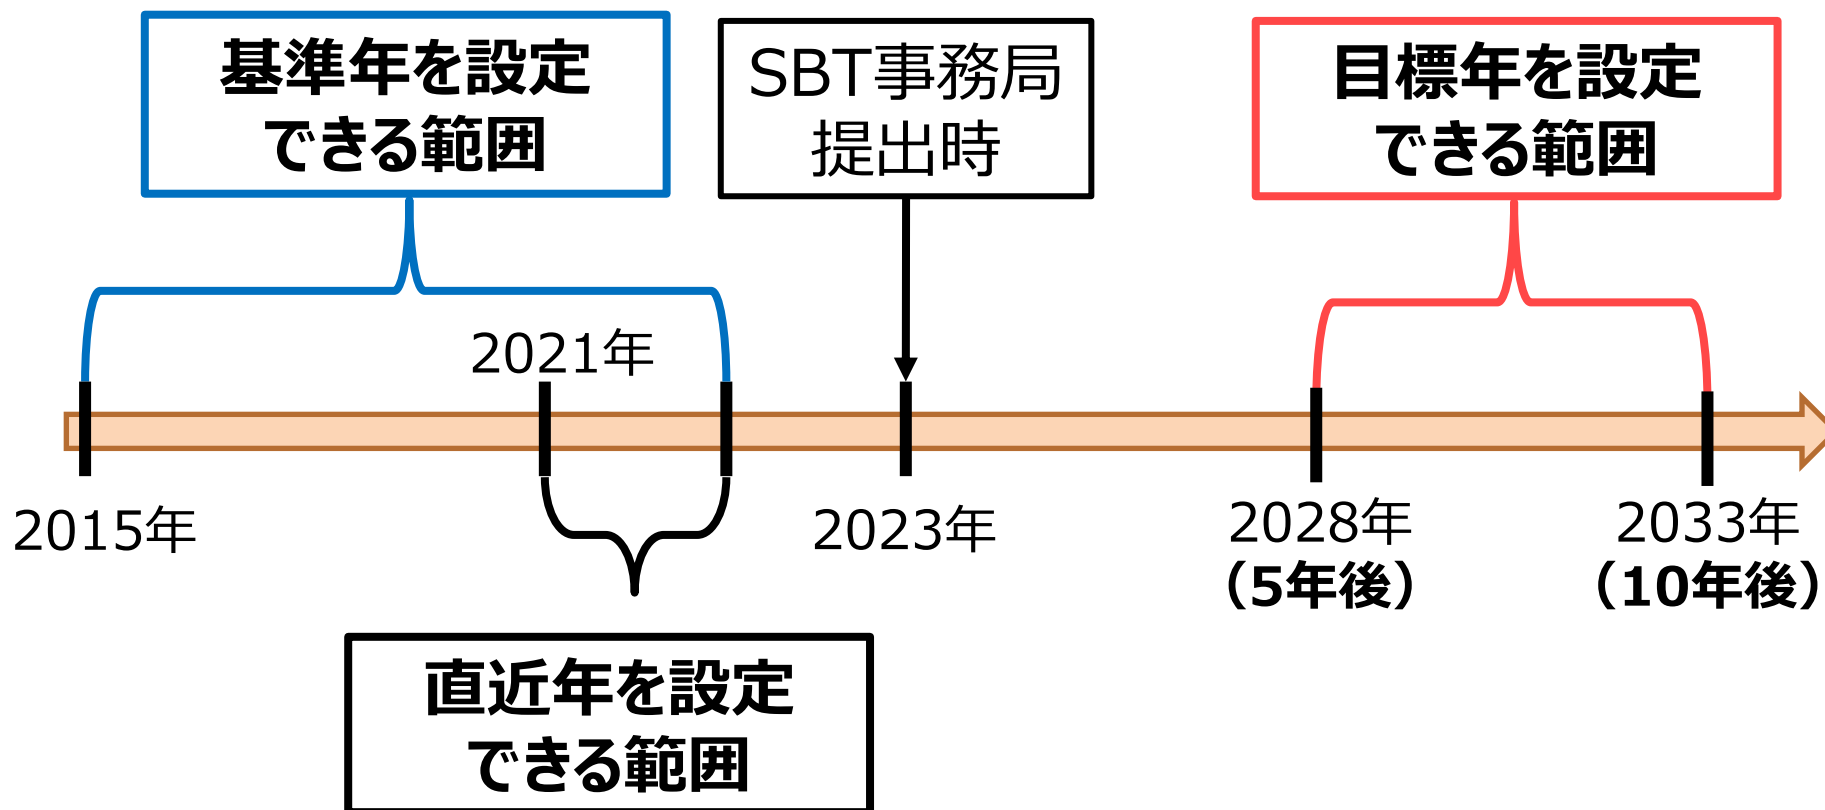 基準年を設定
できる範囲
SBT事務局
提出時
目標年を設定
できる範囲
2021年
2015年
2023年
2028年
（5年後）
2033年
（10年後）
直近年を設定
できる範囲